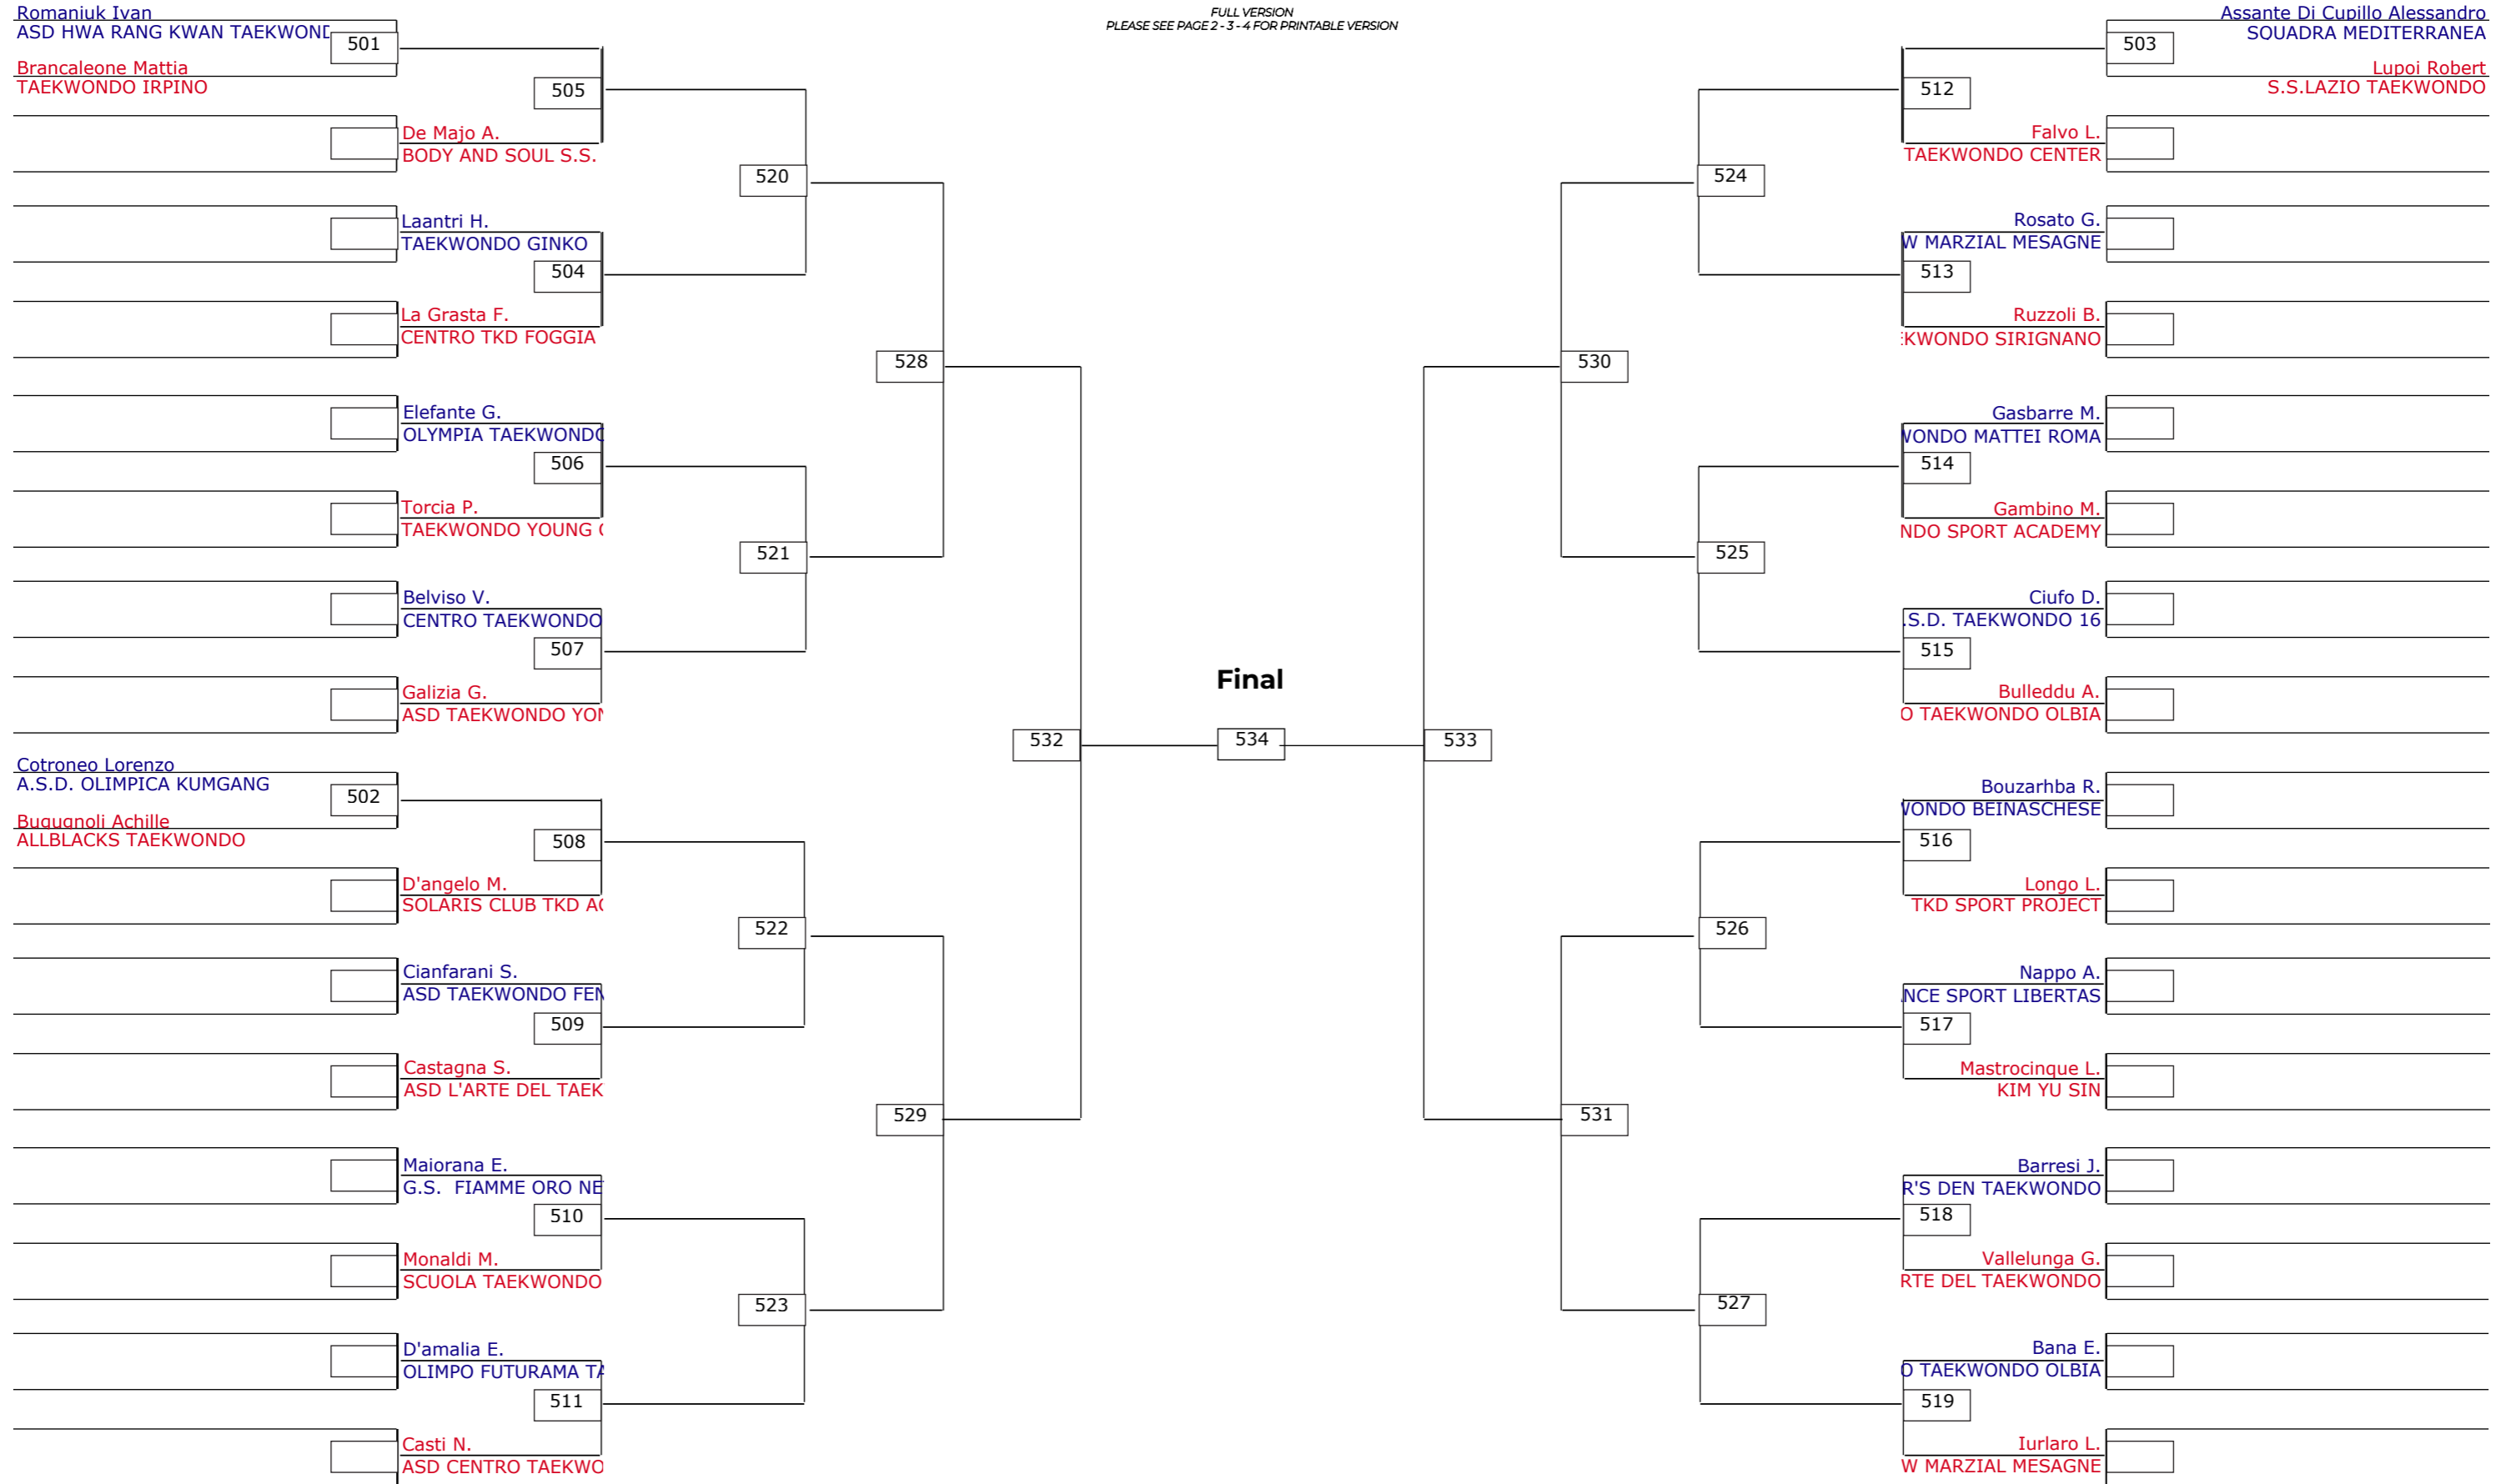 FULL VERSION
PLEASE SEE PAGE 2 - 3 - 4 FOR PRINTABLE VERSION
Romaniuk Ivan
ASD HWA RANG KWAN TAEKWOND
501
Brancaleone Mattia
TAEKWONDO IRPINO
505
De Majo A.
BODY AND SOUL S.S.
520
Laantri H.
TAEKWONDO GINKO
504
La Grasta F.
CENTRO TKD FOGGIA
528
Elefante G.
OLYMPIA TAEKWONDO
506
Torcia P.
TAEKWONDO YOUNG
521
Belviso V.
CENTRO TAEKWONDO
507
Galizia G.
ASD TAEKWONDO YON
532
Cotroneo Lorenzo
A.S.D. OLIMPICA KUMGANG
502
Bugugnoli Achille
ALLBLACKS TAEKWONDO
508
D'angelo M.
SOLARIS CLUB TKD AC
522
Cianfarani S.
ASD TAEKWONDO FEN
509
Castagna S.
ASD L'ARTE DEL TAEK
529
Maiorana E.
G.S. FIAMME ORO NE
510
Monaldi M.
SCUOLA TAEKWONDO
523
D'amalia E.
OLIMPO FUTURAMA TA
511
Casti N.
ASD CENTRO TAEKWO
Final
534
Assante Di Cupillo Alessandro
SQUADRA MEDITERRANEA
503
Lupoi Robert
S.S.LAZIO TAEKWONDO
512
Falvo L.
TAEKWONDO CENTER
524
Rosato G.
W MARZIAL MESAGNE
513
Ruzzoli B.
EKWONDO SIRIGNANO
530
Gasbarre M.
WONDO MATTEI ROMA
514
Gambino M.
NDO SPORT ACADEMY
525
Ciufo D.
.S.D. TAEKWONDO 16
515
Bulleddu A.
O TAEKWONDO OLBIA
533
Bouzarhba R.
WONDO BEINASCHESE
516
Longo L.
TKD SPORT PROJECT
526
Nappo A.
NCE SPORT LIBERTAS
517
Mastrocinque L.
KIM YU SIN
531
Barresi J.
R'S DEN TAEKWONDO
518
Vallelunga G.
RTE DEL TAEKWONDO
527
Bana E.
O TAEKWONDO OLBIA
519
Iurlaro L.
W MARZIAL MESAGNE